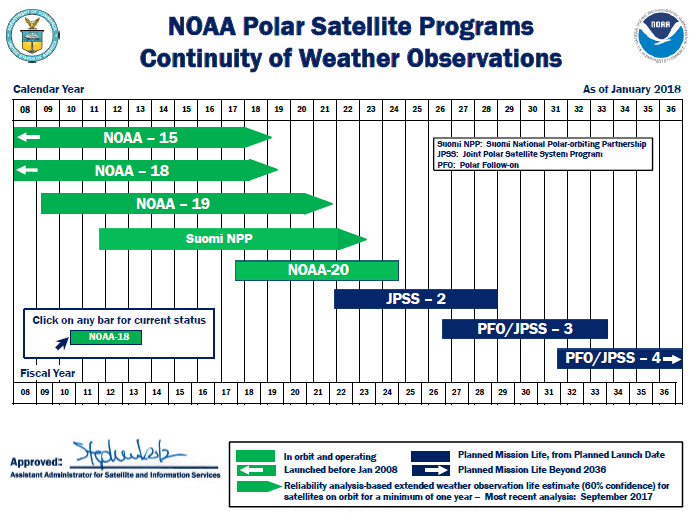 NOAA Polar Satellite Programs
Continuity of Weather Observations
NOAA
Calendar Year
As of January 2018
08 09 10 11 12 13 14 15 16 17 18 19 20 21 22 23 24 25 26 27 28 29 30 31 32 33 34 35 36
NOAA – 15
Suomi NPP: Suomi National Polar-orbiting Partnership
JPSS: Joint Polar Satellite System Program
PFO: Polar Follow-on
NOAA – 18
NOAA – 19
Suomi NPP
NOAA-20
JPSS – 2
Click on any bar for current status
NOAA-18
PFO/JPSS – 3
PFO/JPSS – 4
Fiscal Year
08 09 10 11 12 13 14 15 16 17 18 19 20 21 22 23 24 25 26 27 28 29 30 31 32 33 34 35 36
Approved::
Assistant Administrator for Satellite and Information Services
In orbit and operating
Planned Mission Life, from Planned Launch Date
Launched before Jan 2008
Planned Mission Life Beyond 2036
Reliability analysis-based extended weather observation life estimate (60% confidence) for
satellites on orbit for a minimum of one year – Most recent analysis: September 2017